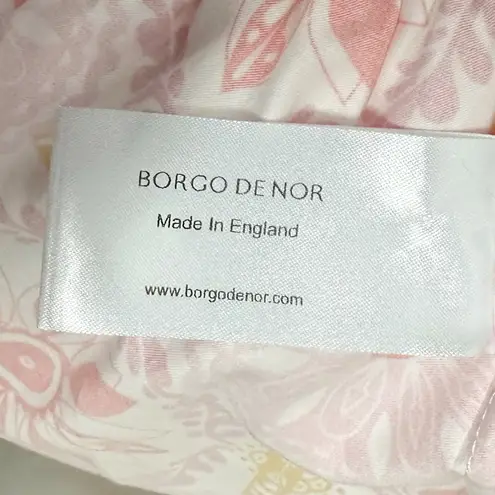 BORGO DE NOR
Made In England
www.borgodenor.com